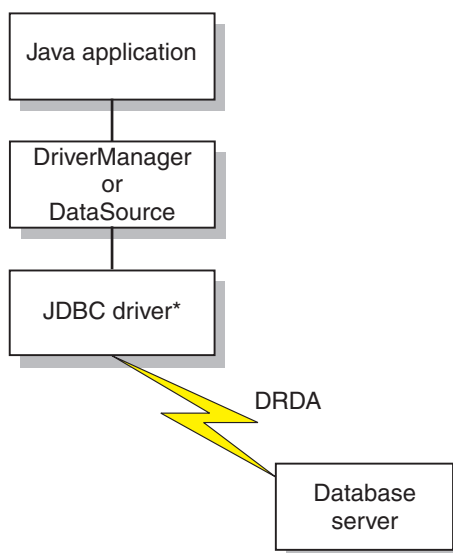 Java application
DriverManager
or
DataSource
JDBC driver*
DRDA
Database
server